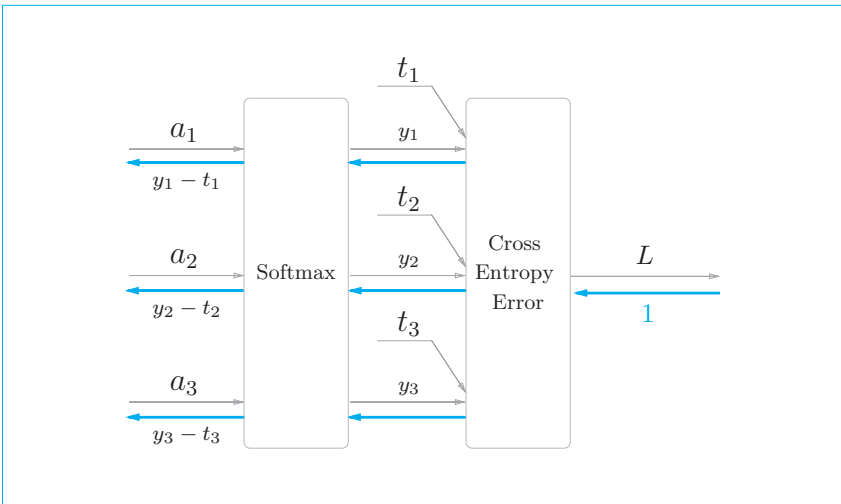 t₁
a₁
y₁
y₁ − t₁
t₂
a₂
y₂
y₂ − t₂
Softmax
Cross
Entropy
Error
L
1
t₃
a₃
y₃
y₃ − t₃